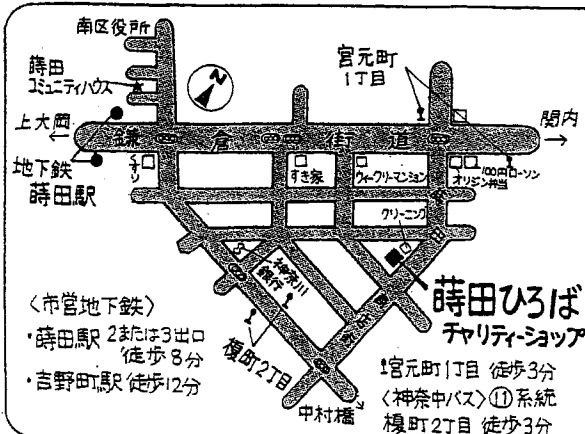 南区役所
蒔田
コミュニティハウス
N
宮元町
1丁目
上大岡
鎌倉街道
関内
地下鉄
蒔田駅
くすり
すき家
ウィークリーマンション
オリジン弁当
100円ローソン
クリーニング
神奈川
銀行
蒔田ひろば
チャリティーショップ
〈市営地下鉄〉
・蒔田駅 2または3出口
徒歩8分
・吉野町駅 徒歩12分
榎町2丁目
中村橋
宮元町1丁目 徒歩3分
〈神奈中バス〉⑪系統
榎町2丁目 徒歩3分